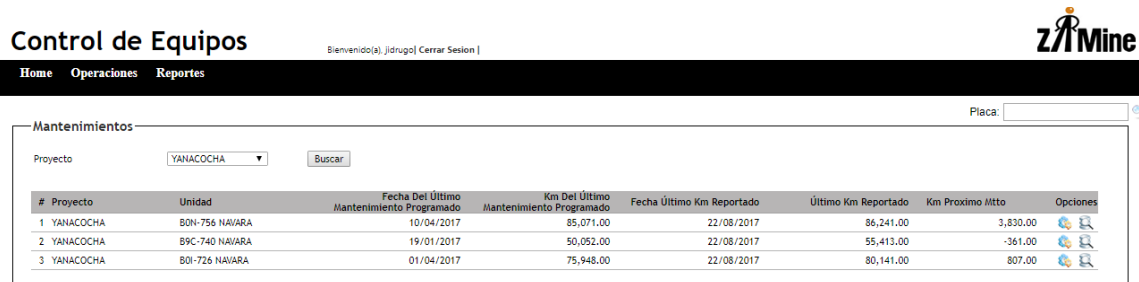 Control de Equipos
Bienvenido(a), jidrugo| Cerrar Sesion |
ZAMine
Home Operaciones Reportes
Placa:
Mantenimientos
Proyecto YANACOCHA Buscar
# Proyecto Unidad Fecha Del Último Mantenimiento Programado Km Del Último Mantenimiento Programado Fecha Último Km Reportado Último Km Reportado Km Proximo Mtto Opciones
1 YANACOCHA B0N-756 NAVARA 10/04/2017 85,071.00 22/08/2017 86,241.00 3,830.00
2 YANACOCHA B9C-740 NAVARA 19/01/2017 50,052.00 22/08/2017 55,413.00 -361.00
3 YANACOCHA B0I-726 NAVARA 01/04/2017 75,948.00 22/08/2017 80,141.00 807.00